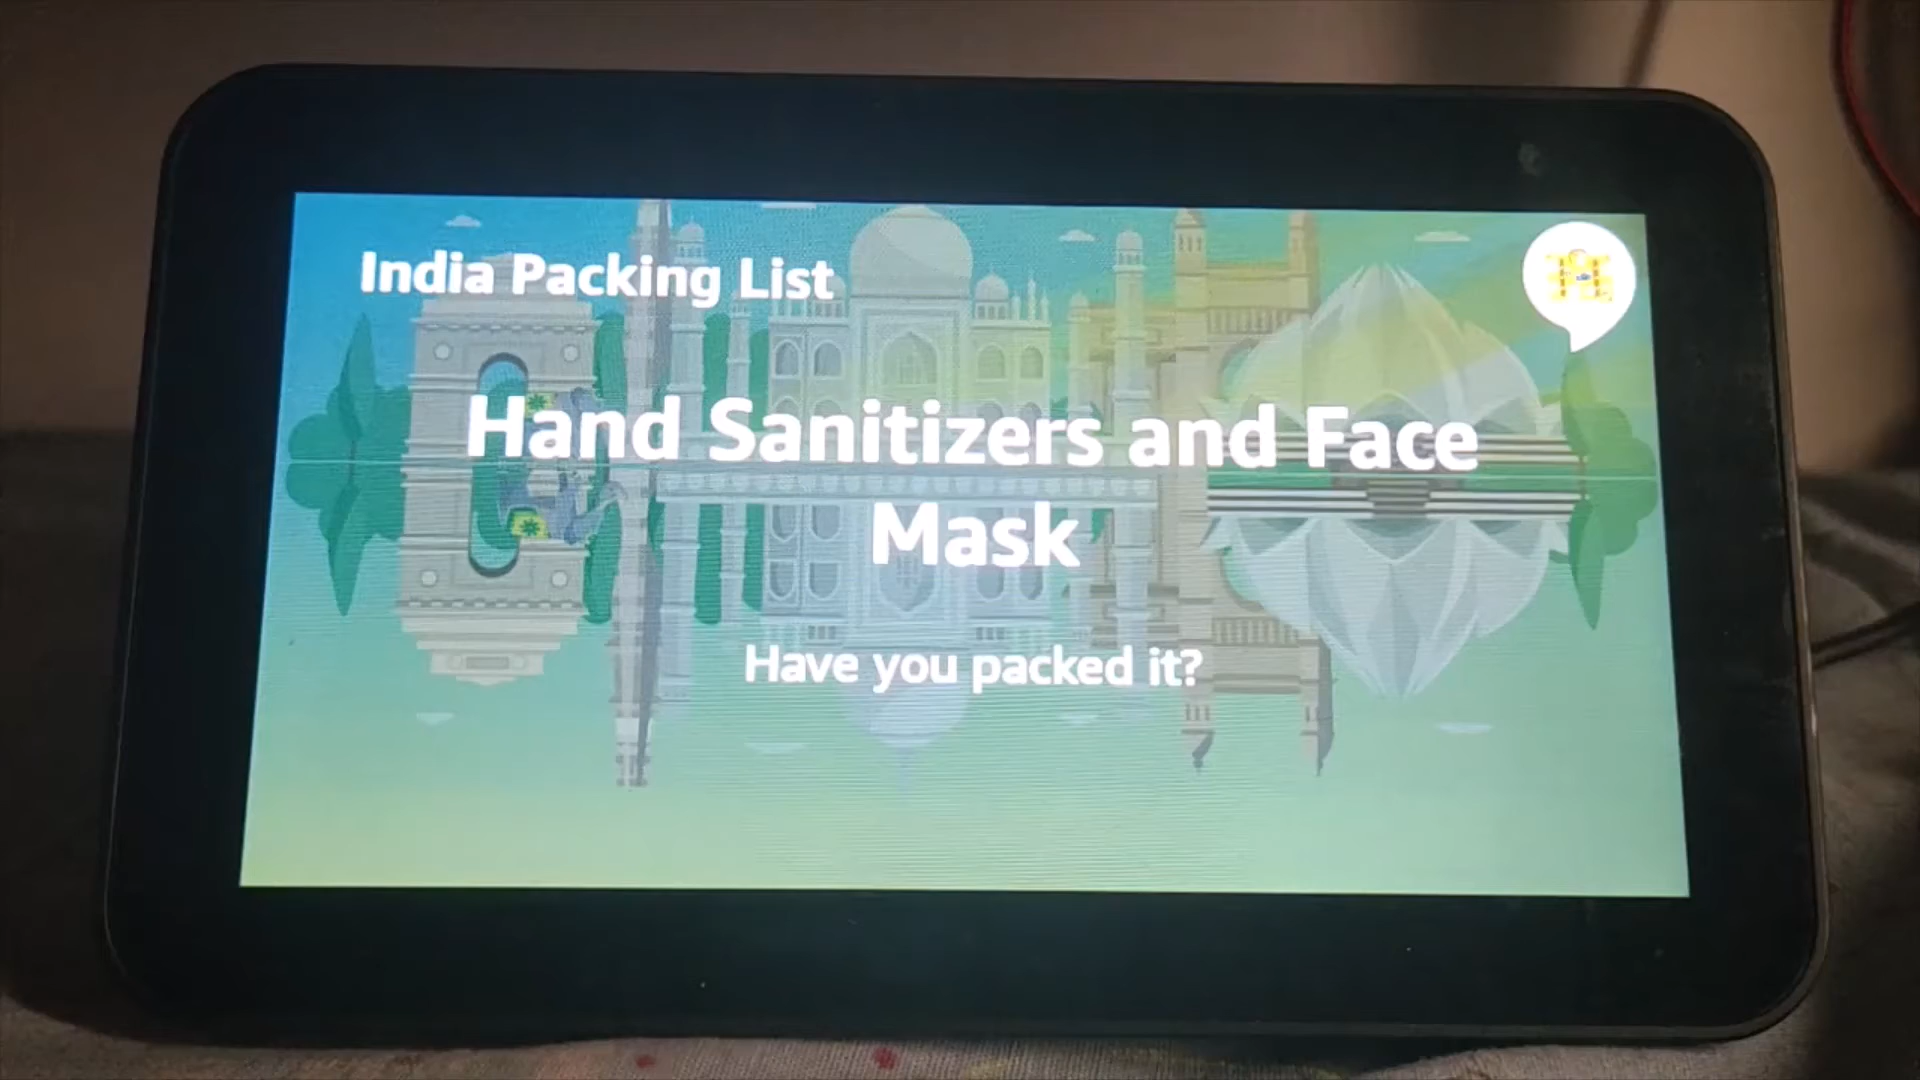 India Packing List
Hand Sanitizers and Face
Mask
Have you packed it?